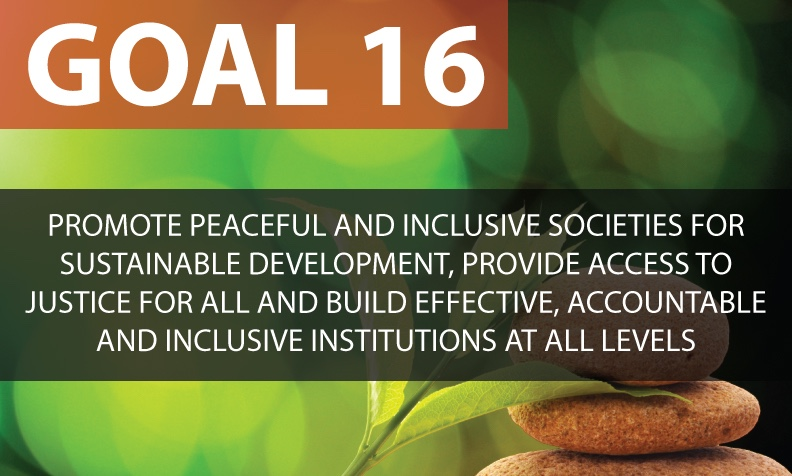 GOAL 16
PROMOTE PEACEFUL AND INCLUSIVE SOCIETIES FOR
SUSTAINABLE DEVELOPMENT, PROVIDE ACCESS TO
JUSTICE FOR ALL AND BUILD EFFECTIVE, ACCOUNTABLE
AND INCLUSIVE INSTITUTIONS AT ALL LEVELS